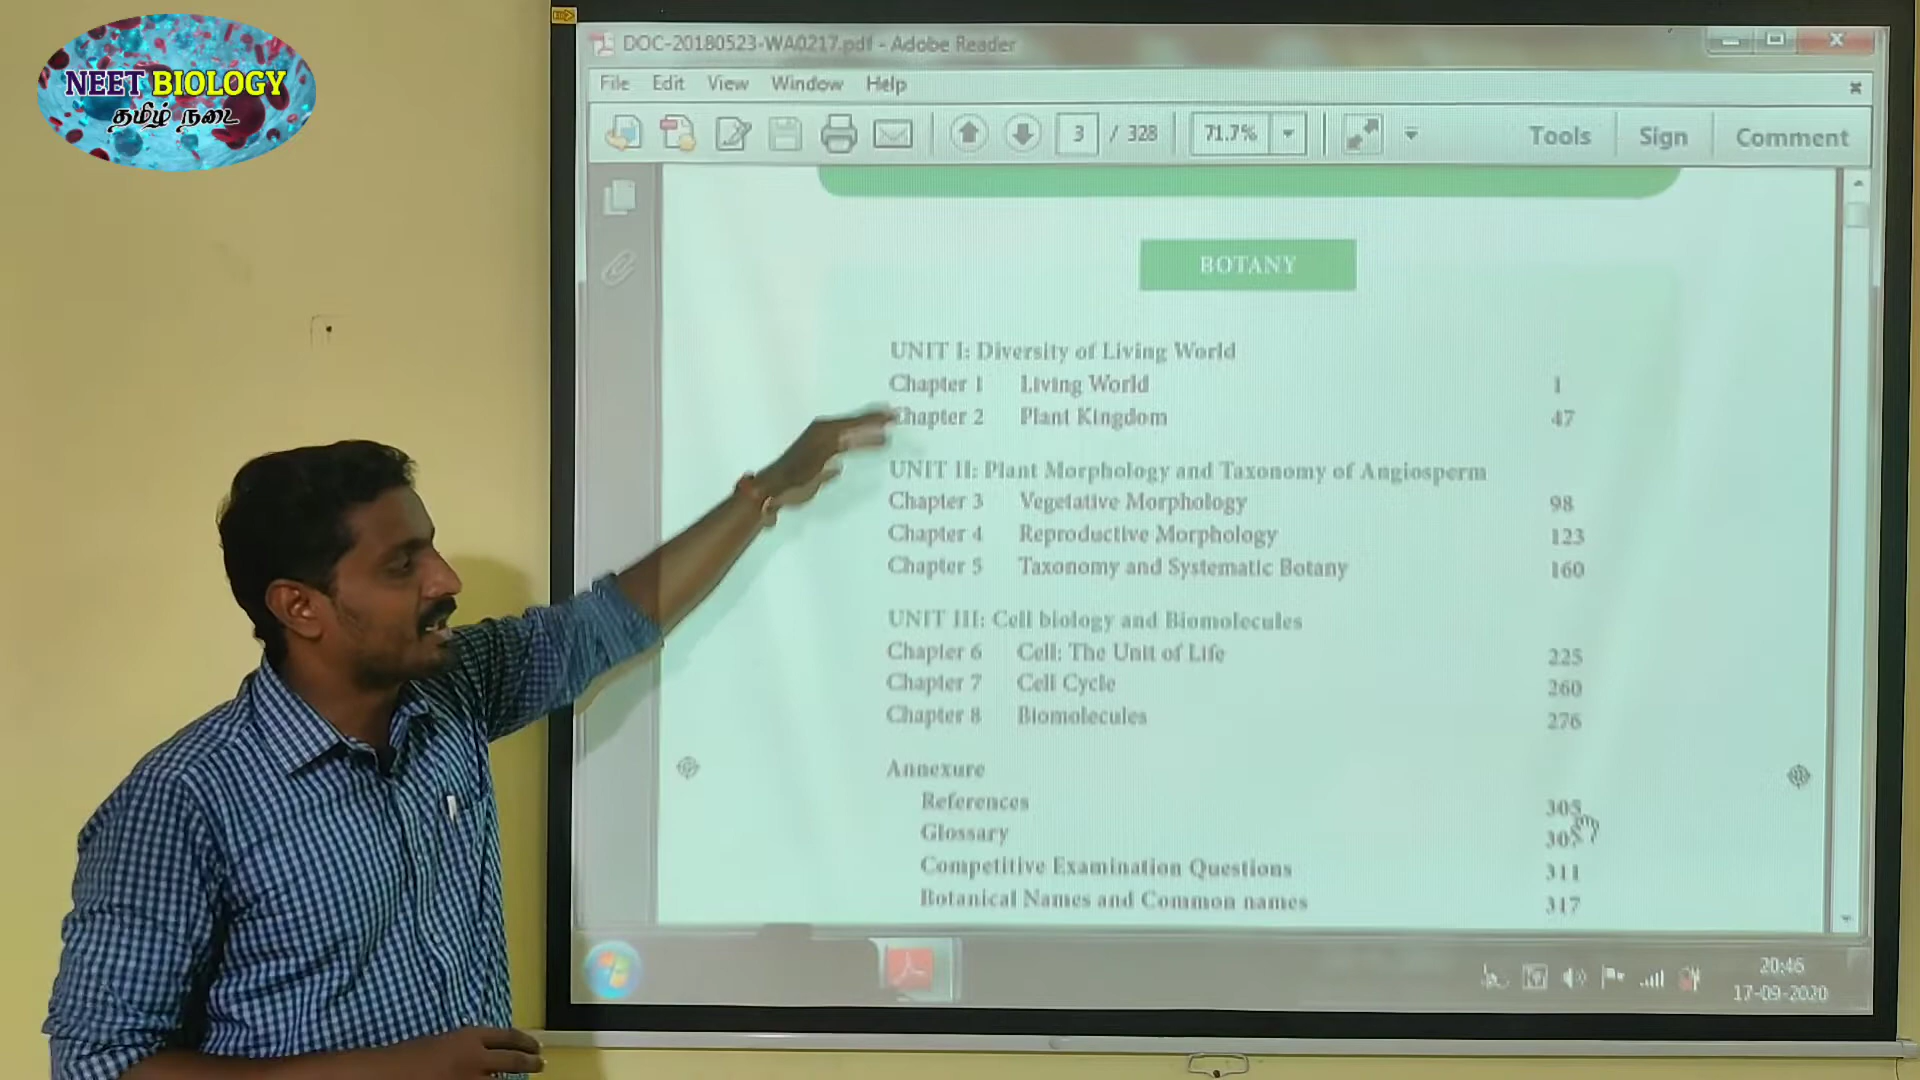 NEET BIOLOGY
தமிழ் நடை
DOC-20180523-WA0217.pdf - Adobe Reader
File Edit View Window Help
3 / 328 71.7% Tools Sign Comment
BOTANY
UNIT I: Diversity of Living World
Chapter 1 Living World 1
Chapter 2 Plant Kingdom 47
UNIT II: Plant Morphology and Taxonomy of Angiosperm
Chapter 3 Vegetative Morphology 98
Chapter 4 Reproductive Morphology 123
Chapter 5 Taxonomy and Systematic Botany 160
UNIT III: Cell biology and Biomolecules
Chapter 6 Cell: The Unit of Life 225
Chapter 7 Cell Cycle 260
Chapter 8 Biomolecules 276
Annexure
References 305
Glossary
Competitive Examination Questions 311
Botanical Names and Common names 317
20:46
17-09-2020